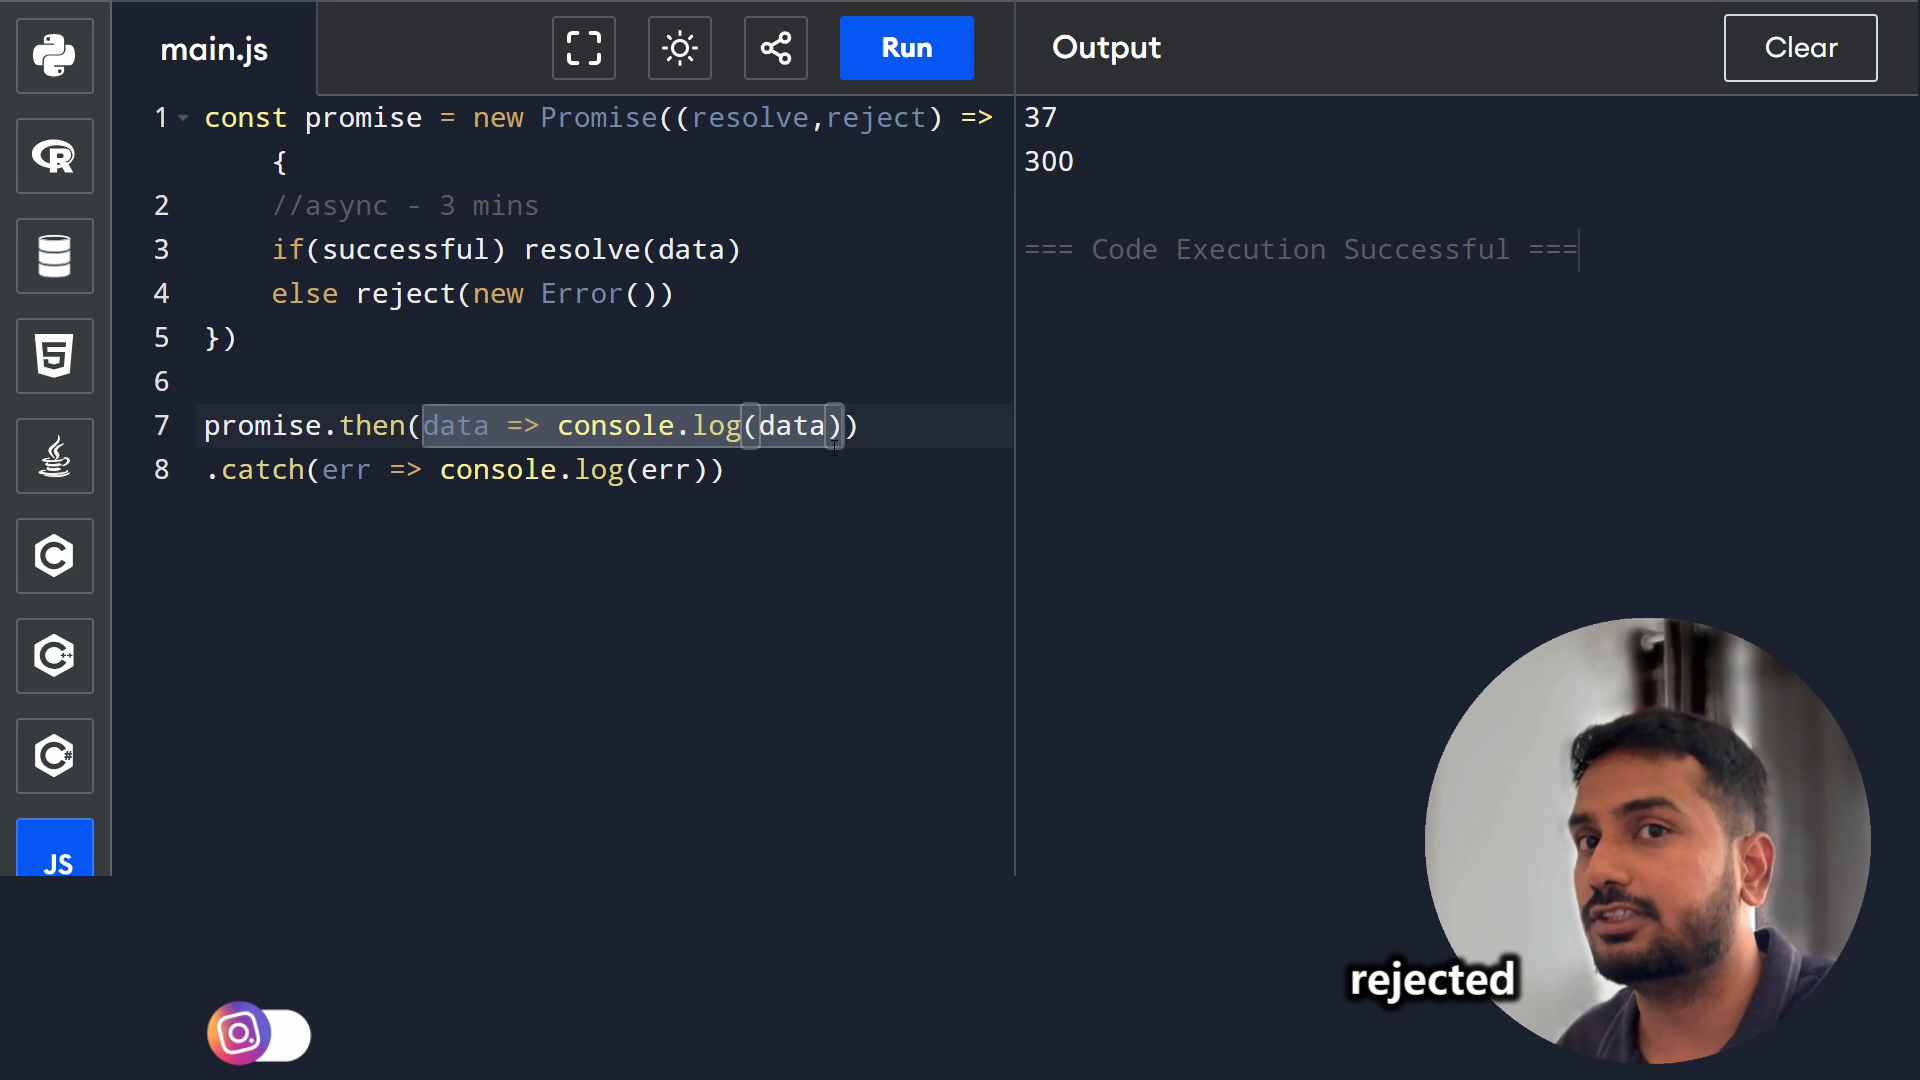 main.js
Run
Output
Clear
1 const promise = new Promise((resolve,reject) =>
{
2 //async - 3 mins
3 if(successful) resolve(data)
4 else reject(new Error())
5 })
6
7 promise.then(data => console.log(data))
8 .catch(err => console.log(err))
37
300
=== Code Execution Successful ===
R
5
C
C++
C#
JS
rejected